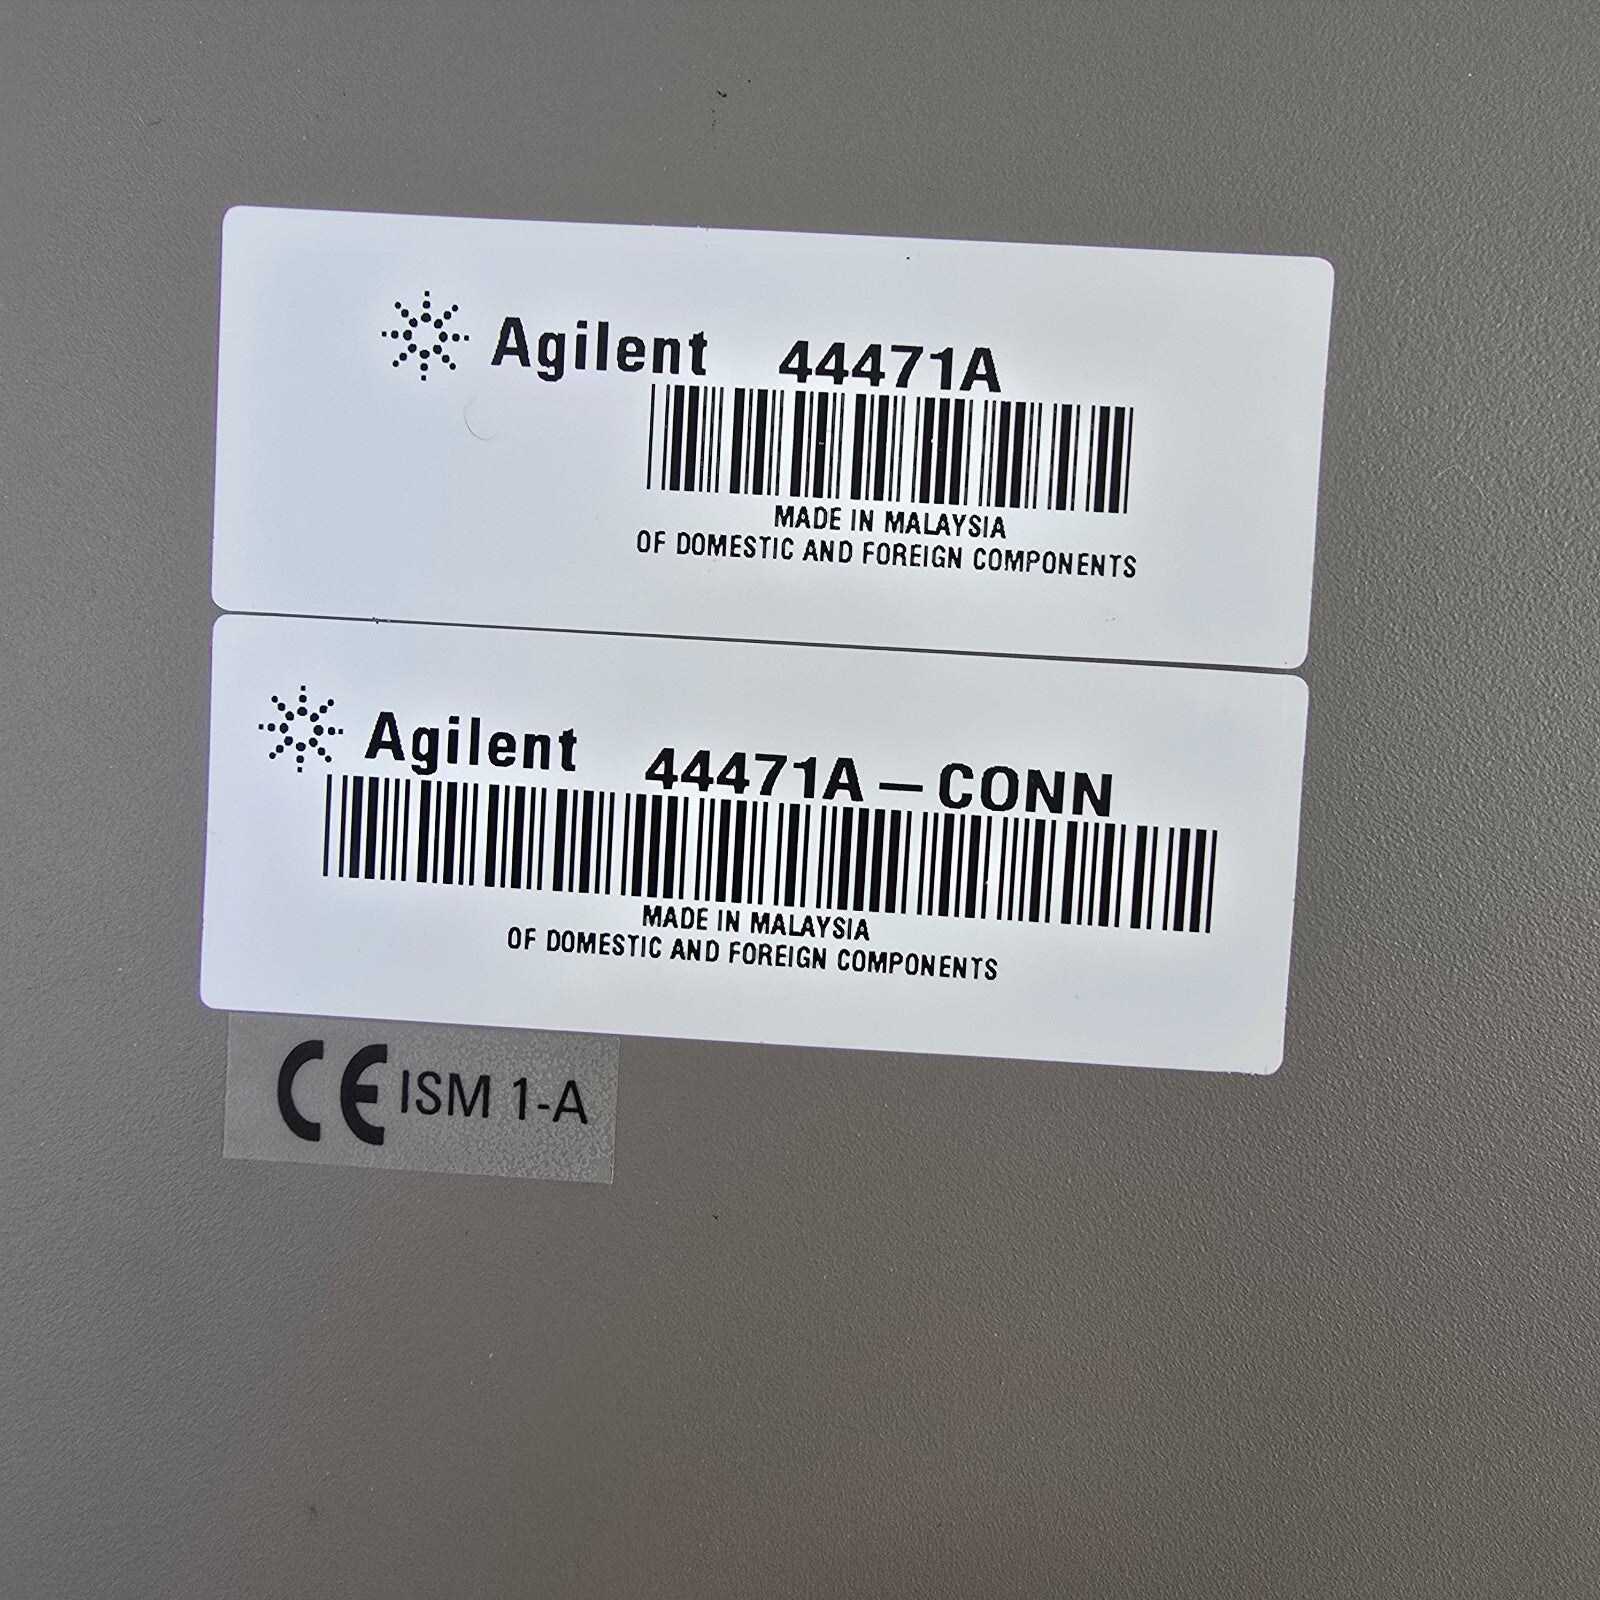 Agilent 44471A
MADE IN MALAYSIA
OF DOMESTIC AND FOREIGN COMPONENTS
Agilent 44471A-CONN
MADE IN MALAYSIA
OF DOMESTIC AND FOREIGN COMPONENTS
CE ISM 1-A